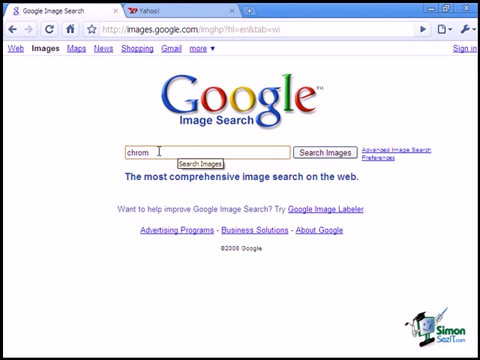 Google Image Search
Yahoo!
http://images.google.com/imghp?hl=en&tab=wi
Web Images Maps News Shopping Gmail more ▼
Sign in
Google™
Image Search
chrom
Search Images
Advanced Image Search
Preferences
Search Images
The most comprehensive image search on the web.
Want to help improve Google Image Search? Try Google Image Labeler.
Advertising Programs - Business Solutions - About Google
©2008 Google
Simon
SezIT.com